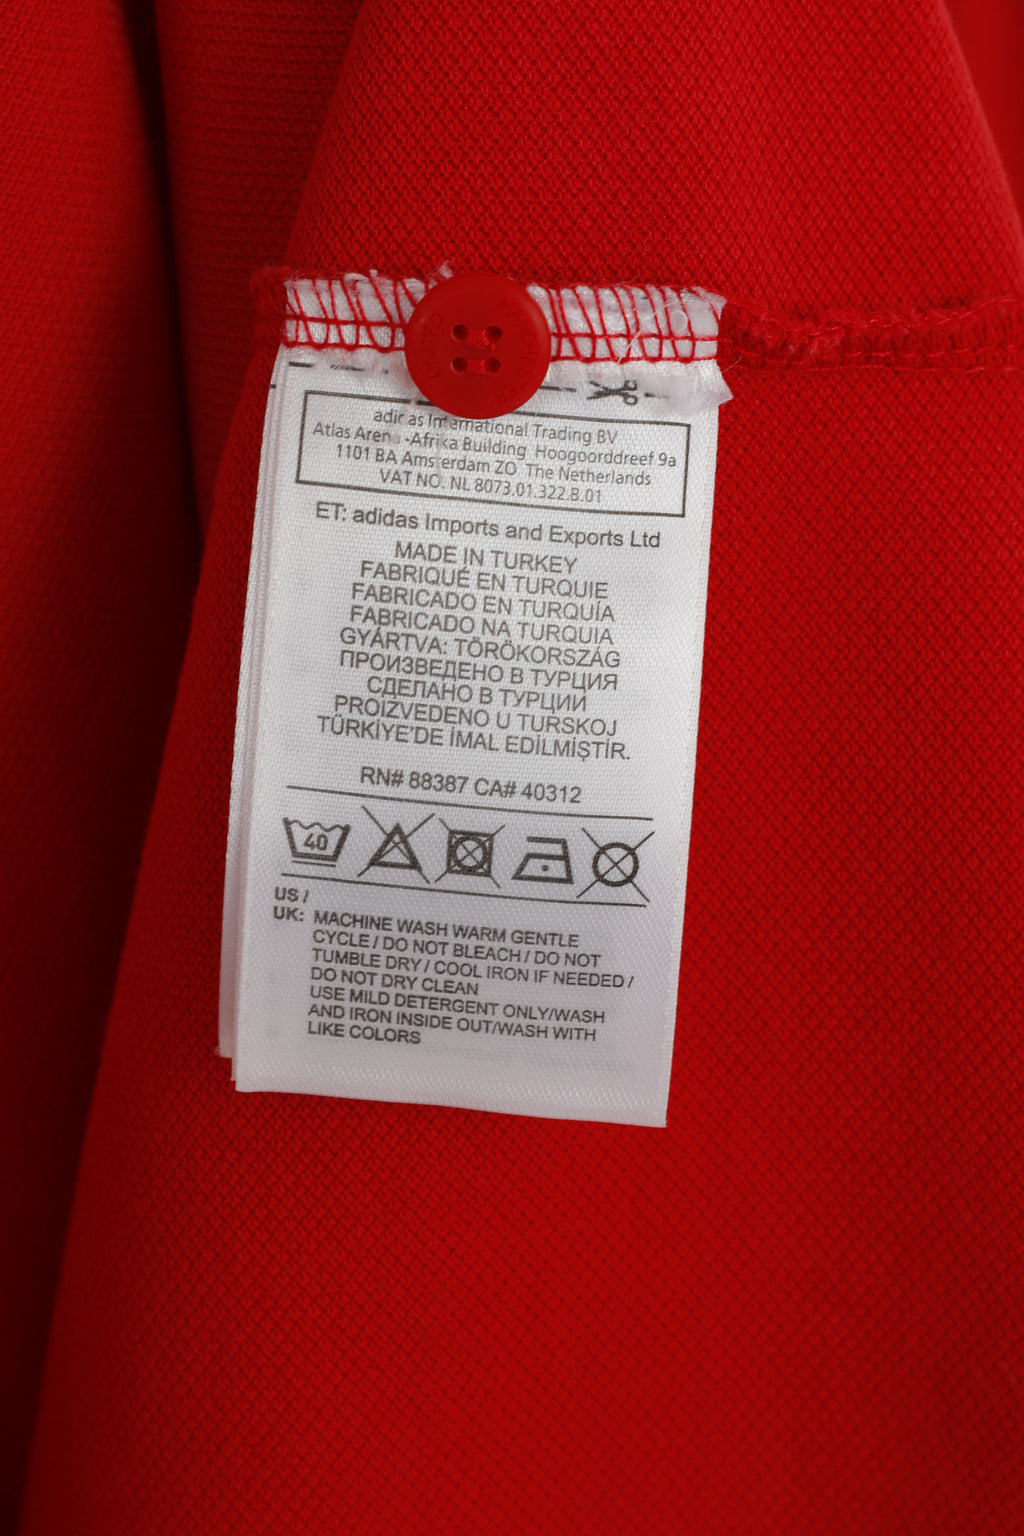 MANCHESTER
UNITED
adidas International Trading BV
Atlas Arena -Afrika Building Hoogoorddreef 9a
1101 BA Amsterdam ZO The Netherlands
VAT NO. NL 8073.01.322.B.01
ET: adidas Imports and Exports Ltd
MADE IN TURKEY
FABRIQUÉ EN TURQUIE
FABRICADO EN TURQUÍA
FABRICADO NA TURQUIA
GYÁRTVA: TÖRÖKORSZÁG
ПРОИЗВЕДЕНО В ТУРЦИЯ
СДЕЛАНО В ТУРЦИИ
PROİZVEDENO U TURSKOJ
TÜRKİYE'DE İMAL EDİLMİŞTİR.
RN# 88387 CA# 40312
40
US /
UK: MACHINE WASH WARM GENTLE
CYCLE / DO NOT BLEACH / DO NOT
TUMBLE DRY / COOL IRON IF NEEDED /
DO NOT DRY CLEAN
USE MILD DETERGENT ONLY/WASH
AND IRON INSIDE OUT/WASH WITH
LIKE COLORS